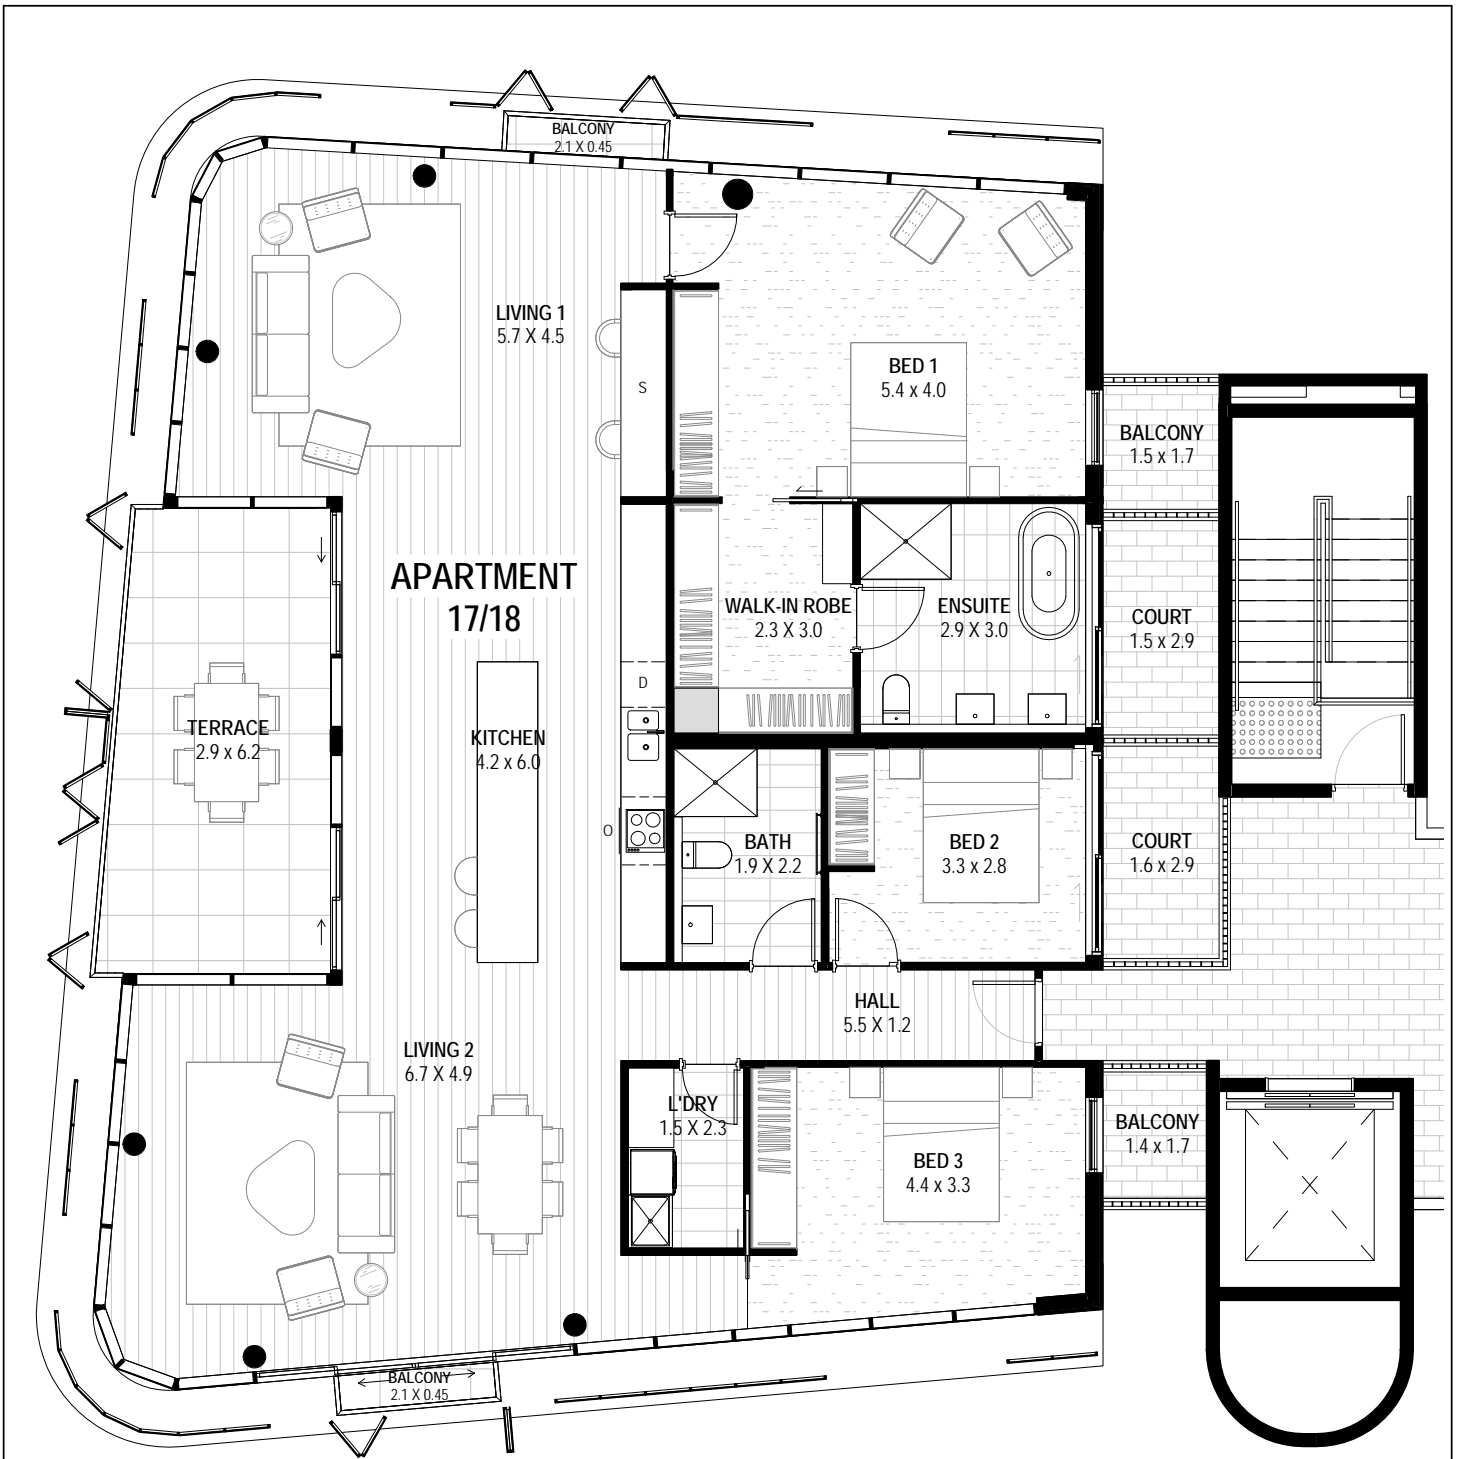 BALCONY
2.1 X 0.45
LIVING 1
5.7 X 4.5
S
BED 1
5.4 x 4.0
BALCONY
1.5 x 1.7
APARTMENT
17/18
WALK-IN ROBE
2.3 X 3.0
ENSUITE
2.9 X 3.0
COURT
1.5 x 2.9
D
TERRACE
2.9 x 6.2
KITCHEN
4.2 x 6.0
O
BATH
1.9 X 2.2
BED 2
3.3 x 2.8
COURT
1.6 x 2.9
HALL
5.5 X 1.2
LIVING 2
6.7 X 4.9
L'DRY
1.5 X 2.3
BED 3
4.4 x 3.3
BALCONY
1.4 x 1.7
BALCONY
2.1 X 0.45